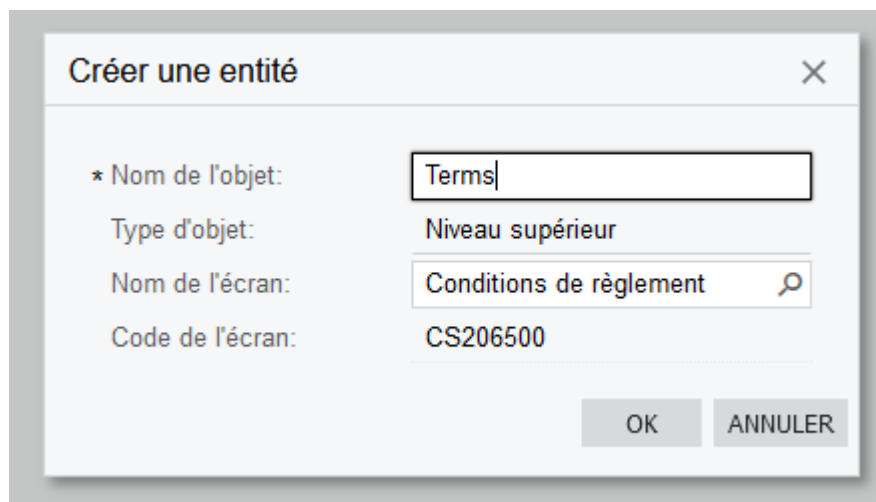 Créer une entité
* Nom de l'objet: Terms
Type d'objet: Niveau supérieur
Nom de l'écran: Conditions de règlement
Code de l'écran: CS206500
OK ANNULER